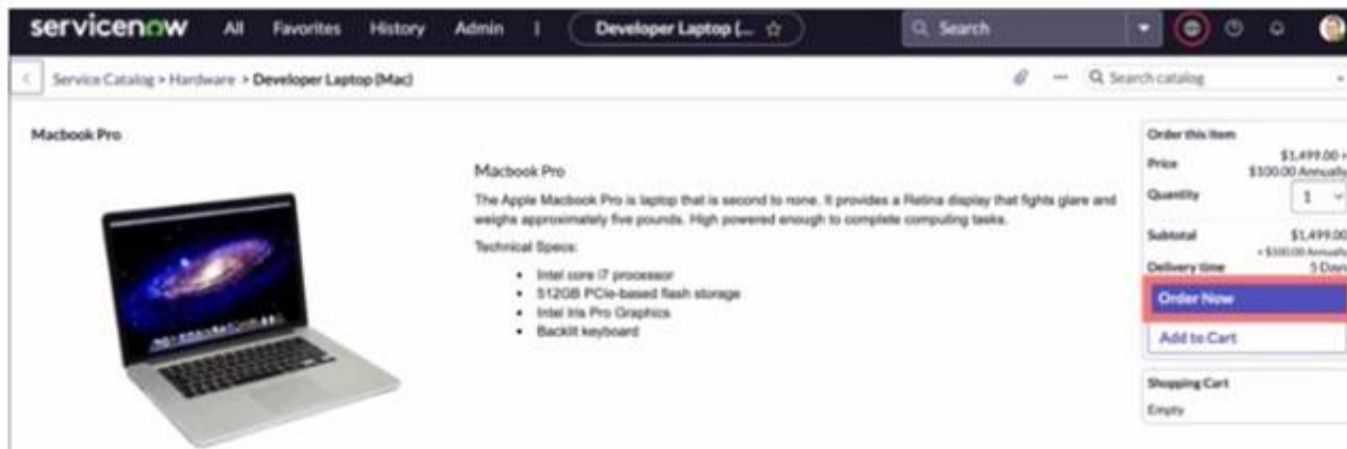 servicenow All Favorites History Admin Developer Laptop (... Search
Service Catalog > Hardware > Developer Laptop (Mac) Search catalog
Macbook Pro
Macbook Pro
The Apple Macbook Pro is laptop that is second to none. It provides a Retina display that fights glare and
weighs approximately five pounds. High powered enough to complete computing tasks.
Technical Specs:
• Intel core i7 processor
• 512GB PCIe-based flash storage
• Intel Iris Pro Graphics
• Backlit keyboard
Order this Item
Price $1,499.00 +
$100.00 Annually
Quantity 1
Subtotal $1,499.00
+ $100.00 Annually
Delivery time 5 Days
Order Now
Add to Cart
Shopping Cart
Empty